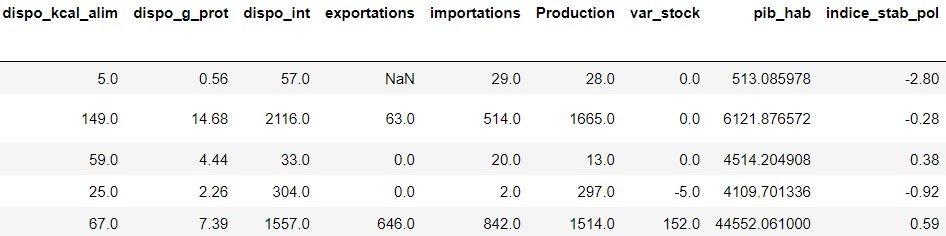 dispo_kcal_alim dispo_g_prot dispo_int exportations importations Production var_stock pib_hab indice_stab_pol
5.0 0.56 57.0 NaN 29.0 28.0 0.0 513.085978 -2.80
149.0 14.68 2116.0 63.0 514.0 1665.0 0.0 6121.876572 -0.28
59.0 4.44 33.0 0.0 20.0 13.0 0.0 4514.204908 0.38
25.0 2.26 304.0 0.0 2.0 297.0 -5.0 4109.701336 -0.92
67.0 7.39 1557.0 646.0 842.0 1514.0 152.0 44552.061000 0.59